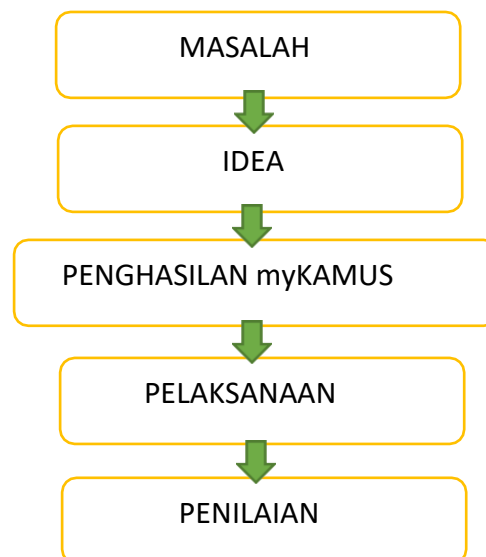 MASALAH
IDEA
PENGHASILAN myKAMUS
PELAKSANAAN
PENILAIAN